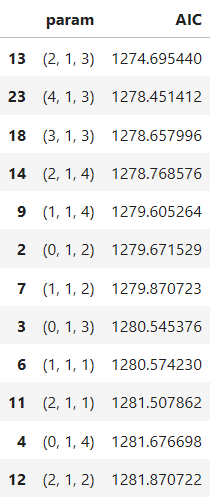 param AIC
13 (2, 1, 3) 1274.695440
23 (4, 1, 3) 1278.451412
18 (3, 1, 3) 1278.657996
14 (2, 1, 4) 1278.768576
9 (1, 1, 4) 1279.605264
2 (0, 1, 2) 1279.671529
7 (1, 1, 2) 1279.870723
3 (0, 1, 3) 1280.545376
6 (1, 1, 1) 1280.574230
11 (2, 1, 1) 1281.507862
4 (0, 1, 4) 1281.676698
12 (2, 1, 2) 1281.870722